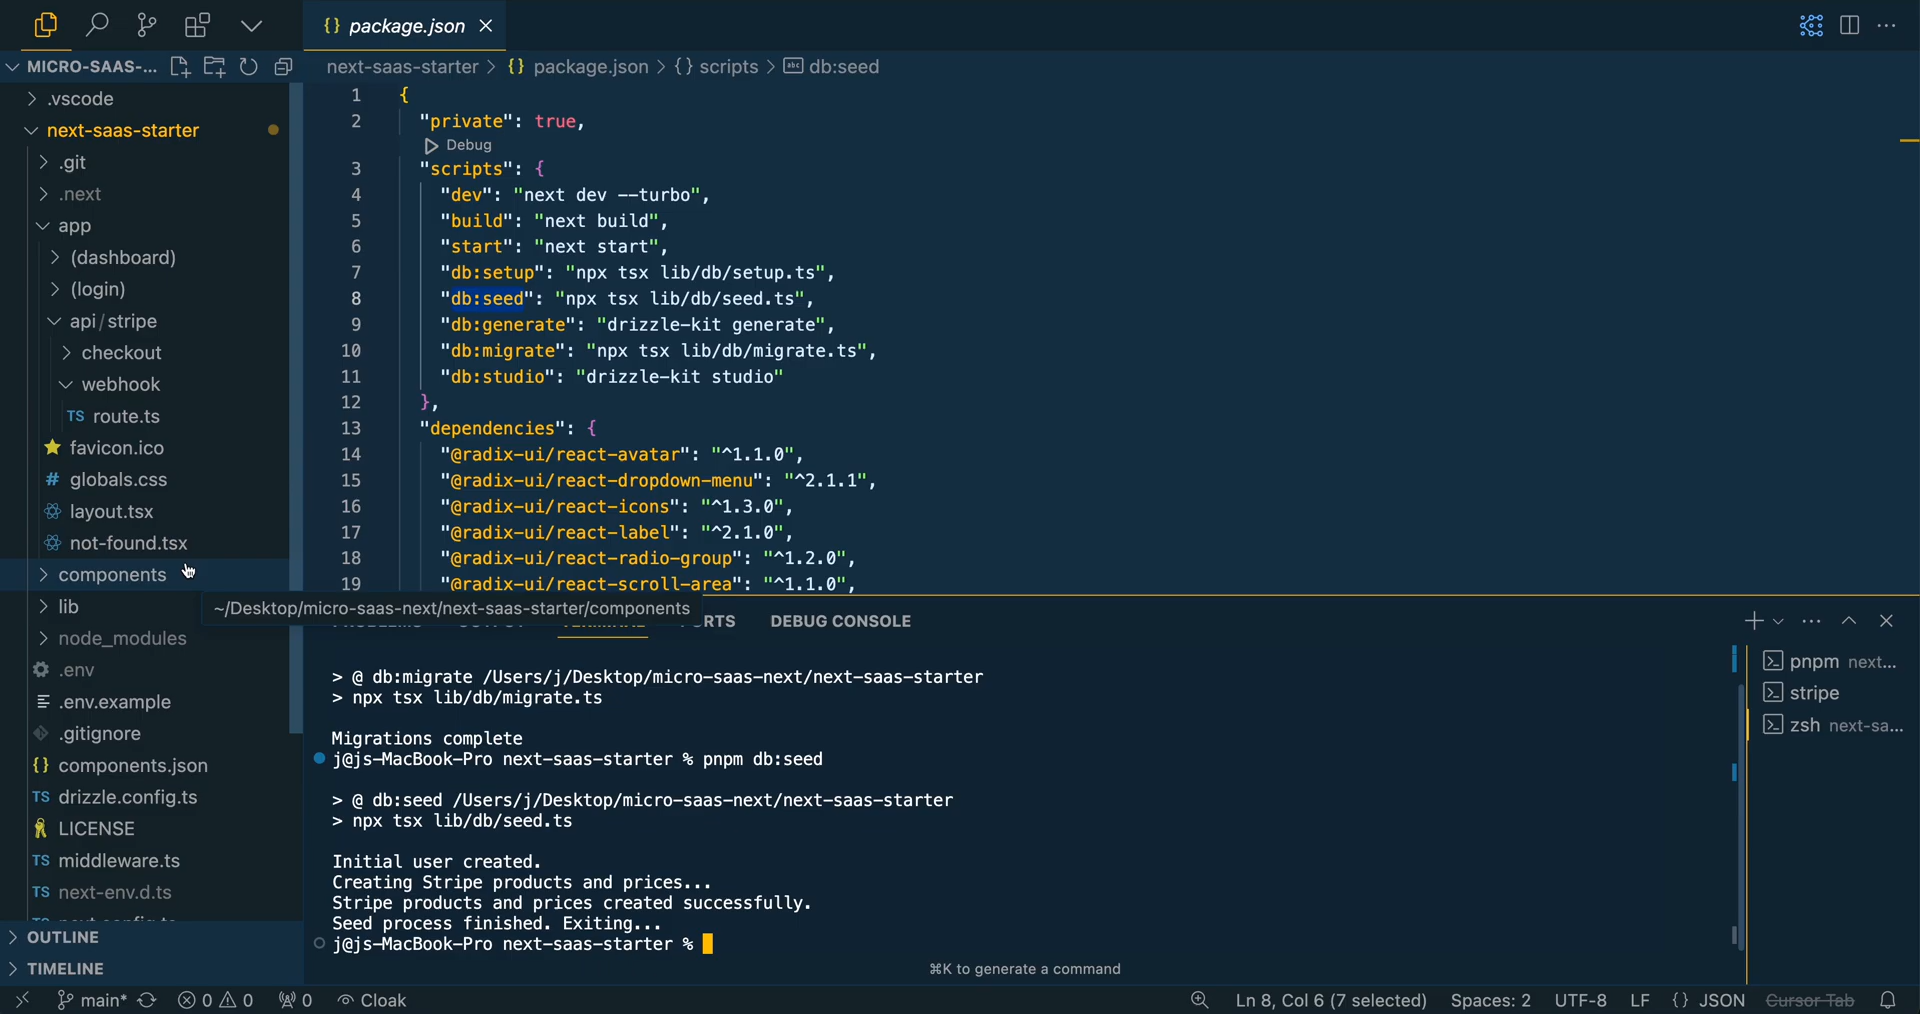 package.json
MICRO-SAAS-...
next-saas-starter > {} package.json > {} scripts > db:seed
.vscode
next-saas-starter
.git
.next
app
(dashboard)
(login)
api/stripe
checkout
webhook
TS route.ts
favicon.ico
# globals.css
layout.tsx
not-found.tsx
components
lib
node_modules
.env
.env.example
.gitignore
{} components.json
TS drizzle.config.ts
LICENSE
TS middleware.ts
TS next-env.d.ts
OUTLINE
TIMELINE
1 {
2 "private": true,
Debug
3 "scripts": {
4 "dev": "next dev --turbo",
5 "build": "next build",
6 "start": "next start",
7 "db:setup": "npx tsx lib/db/setup.ts",
8 "db:seed": "npx tsx lib/db/seed.ts",
9 "db:generate": "drizzle-kit generate",
10 "db:migrate": "npx tsx lib/db/migrate.ts",
11 "db:studio": "drizzle-kit studio"
12 },
13 "dependencies": {
14 "@radix-ui/react-avatar": "^1.1.0",
15 "@radix-ui/react-dropdown-menu": "^2.1.1",
16 "@radix-ui/react-icons": "^1.3.0",
17 "@radix-ui/react-label": "^2.1.0",
18 "@radix-ui/react-radio-group": "^1.2.0",
19 "@radix-ui/react-scroll-area": "^1.1.0",
~/Desktop/micro-saas-next/next-saas-starter/components
DEBUG CONSOLE
> @ db:migrate /Users/j/Desktop/micro-saas-next/next-saas-starter
> npx tsx lib/db/migrate.ts
Migrations complete
j@js-MacBook-Pro next-saas-starter % pnpm db:seed
> @ db:seed /Users/j/Desktop/micro-saas-next/next-saas-starter
> npx tsx lib/db/seed.ts
Initial user created.
Creating Stripe products and prices...
Stripe products and prices created successfully.
Seed process finished. Exiting...
j@js-MacBook-Pro next-saas-starter %
⌘K to generate a command
pnpm next...
stripe
zsh next-sa...
main* 0 0 0 Cloak
Ln 8, Col 6 (7 selected) Spaces: 2 UTF-8 LF {} JSON Cursor Tab